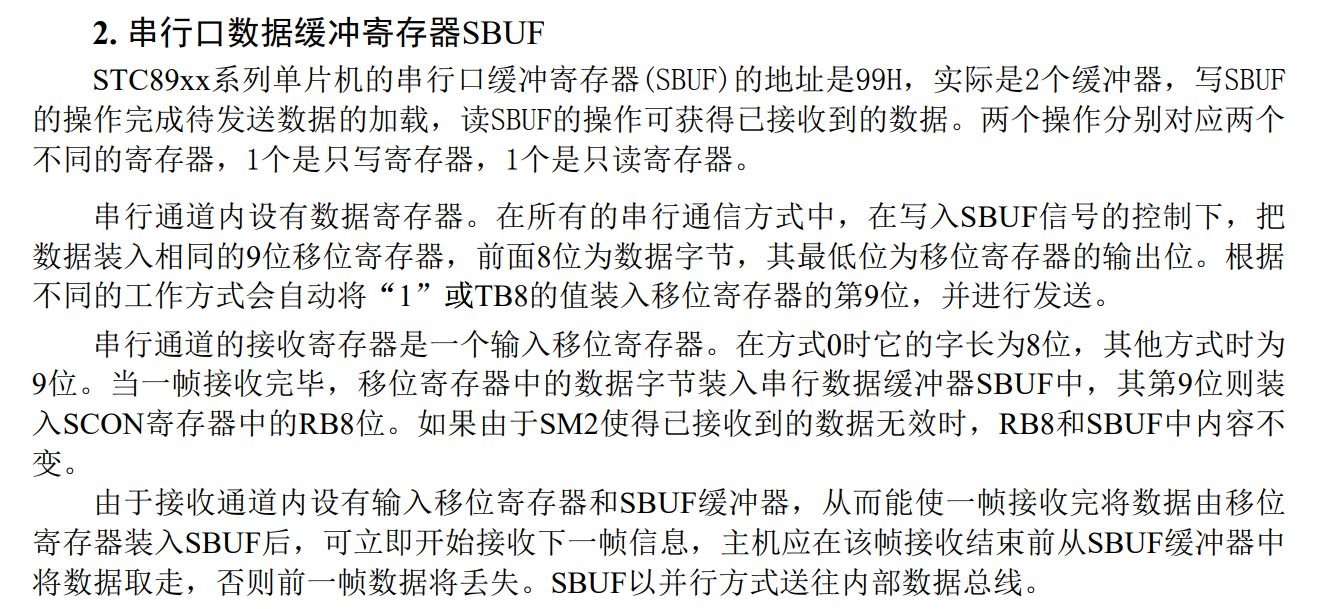 2. 串行口数据缓冲寄存器SBUF
STC89xx系列单片机的串行口缓冲寄存器(SBUF)的地址是99H，实际是2个缓冲器，写SBUF
的操作完成待发送数据的加载，读SBUF的操作可获得已接收到的数据。两个操作分别对应两个
不同的寄存器，1个是只写寄存器，1个是只读寄存器。
串行通道内设有数据寄存器。在所有的串行通信方式中，在写入SBUF信号的控制下，把
数据装入相同的9位移位寄存器，前面8位为数据字节，其最低位为移位寄存器的输出位。根据
不同的工作方式会自动将“1”或TB8的值装入移位寄存器的第9位，并进行发送。
串行通道的接收寄存器是一个输入移位寄存器。在方式0时它的字长为8位，其他方式时为
9位。当一帧接收完毕，移位寄存器中的数据字节装入串行数据缓冲器SBUF中，其第9位则装
入SCON寄存器中的RB8位。如果由于SM2使得已接收到的数据无效时，RB8和SBUF中内容不
变。
由于接收通道内设有输入移位寄存器和SBUF缓冲器，从而能使一帧接收完将数据由移位
寄存器装入SBUF后，可立即开始接收下一帧信息，主机应在该帧接收结束前从SBUF缓冲器中
将数据取走，否则前一帧数据将丢失。SBUF以并行方式送往内部数据总线。